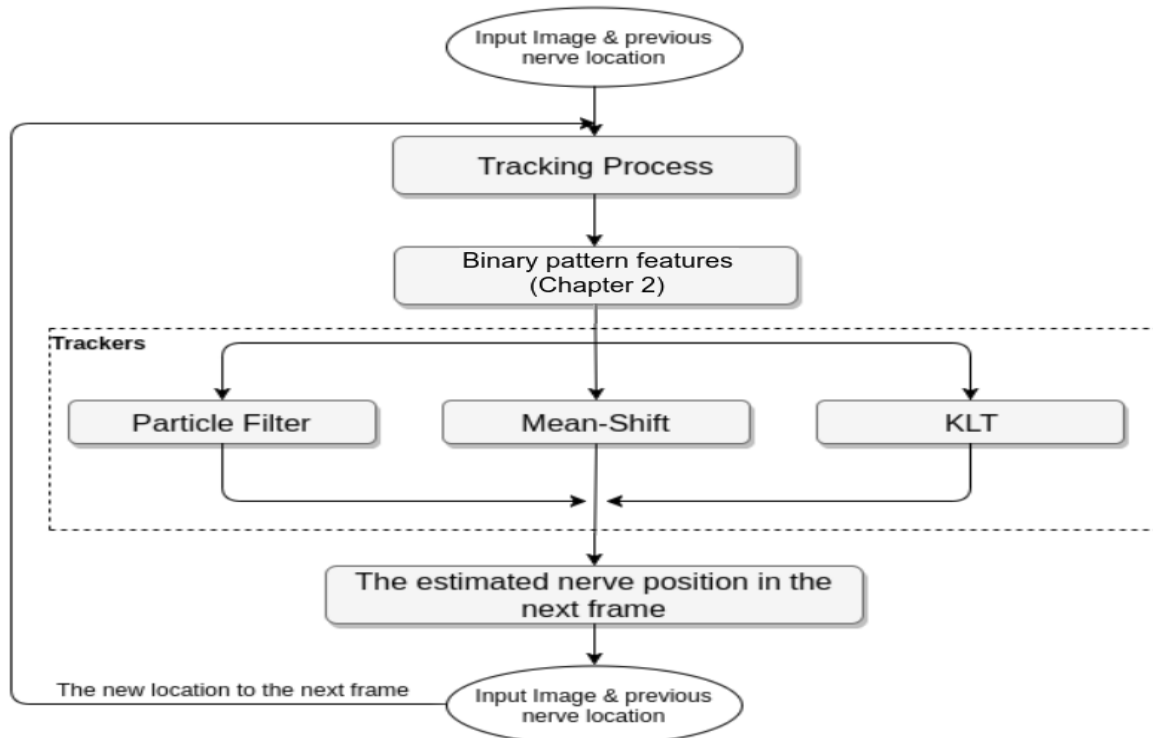 Input Image & previous
nerve location
Tracking Process
Binary pattern features
(Chapter 2)
Trackers
Particle Filter
Mean-Shift
KLT
The estimated nerve position in the
next frame
The new location to the next frame
Input Image & previous
nerve location